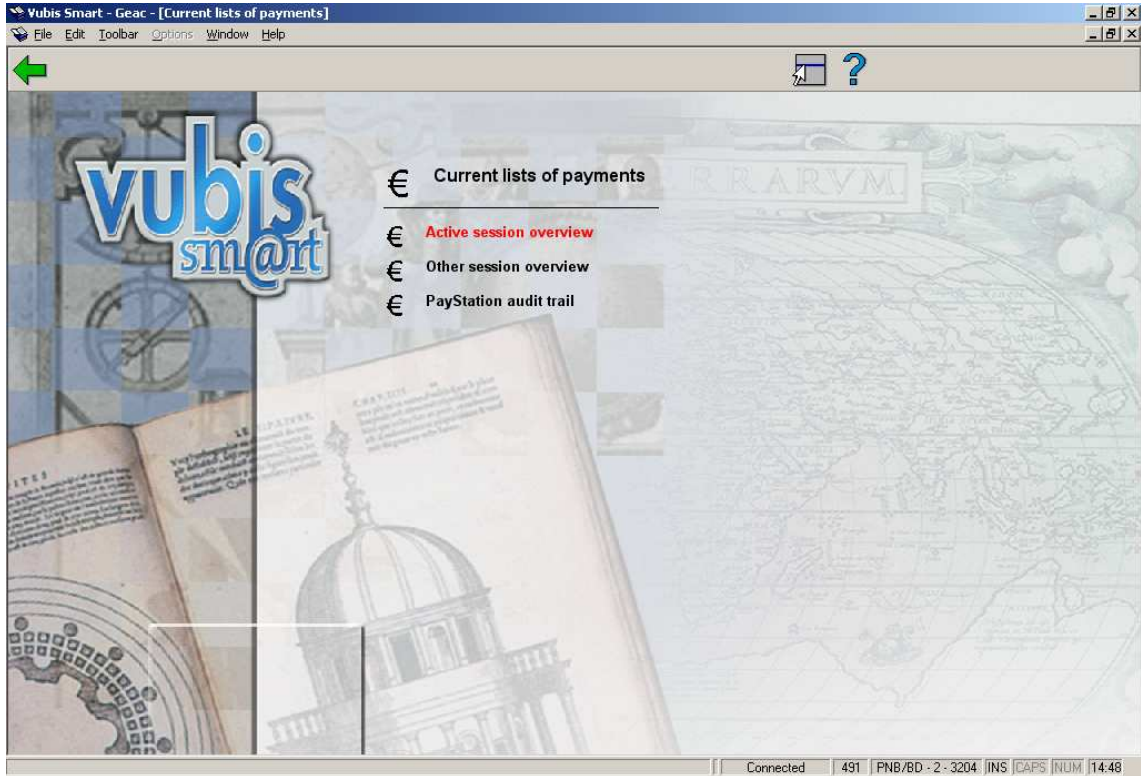 Vubis Smart - Geac - [Current lists of payments]
File Edit Toolbar Options Window Help
?
vubis
sm@rt
€ Current lists of payments
€ Active session overview
€ Other session overview
€ PayStation audit trail
RRARVM
Connected 491 PNB/BD - 2 - 3204 INS CAPS NUM 14:48